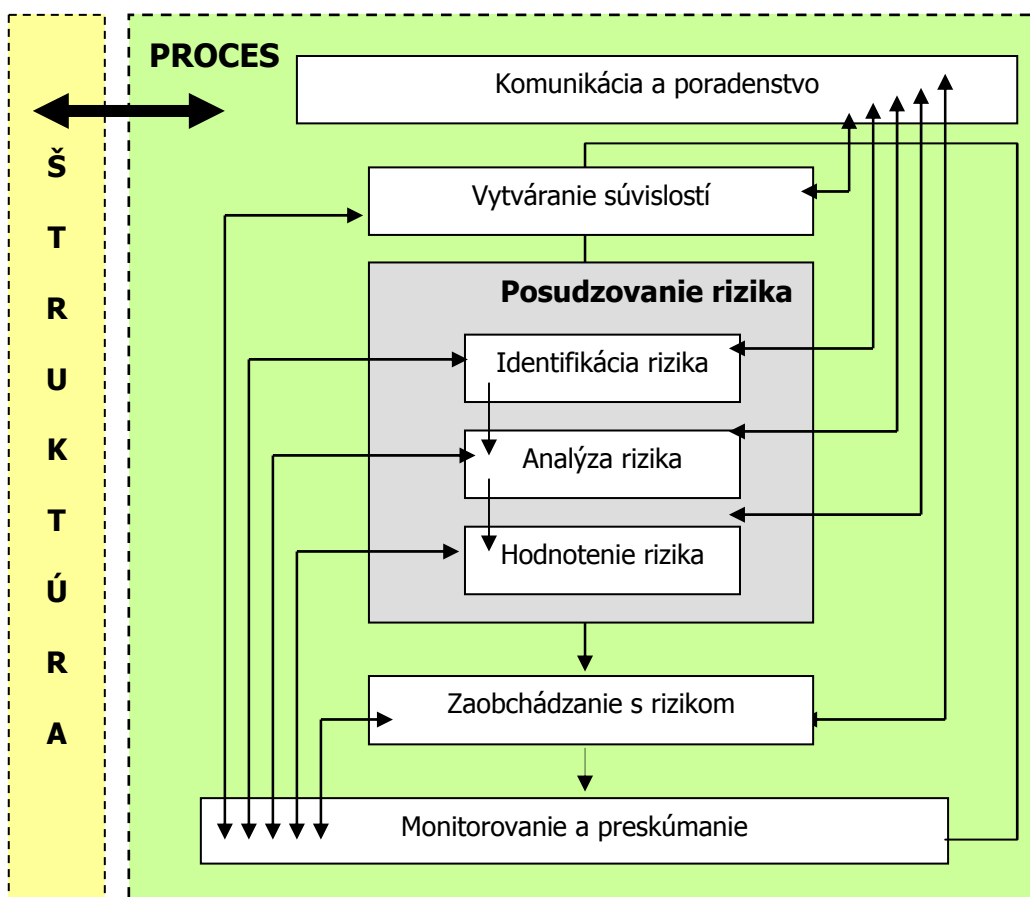 PROCES
Komunikácia a poradenstvo
Vytváranie súvislostí
Posudzovanie rizika
Identifikácia rizika
Analýza rizika
Hodnotenie rizika
Zaobchádzanie s rizikom
Monitorovanie a preskúmanie
Š
T
R
U
K
T
Ú
R
A